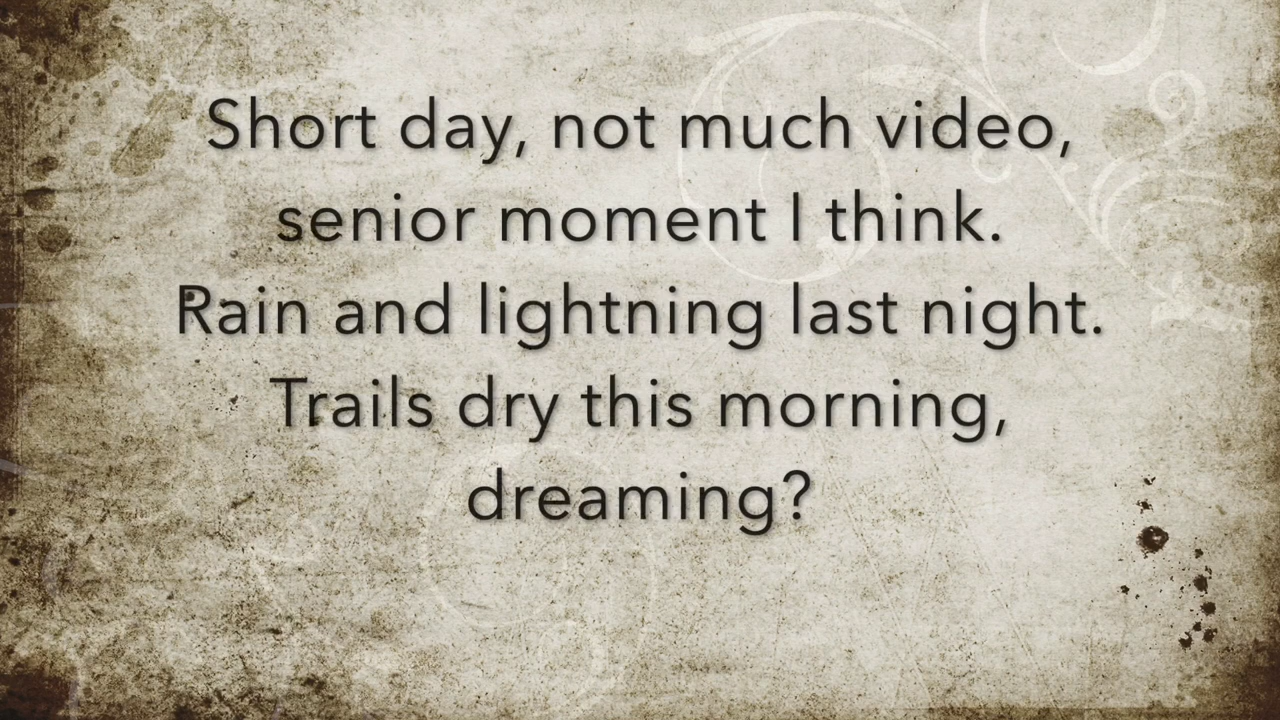 Short day, not much video,
senior moment I think.
Rain and lightning last night.
Trails dry this morning,
dreaming?